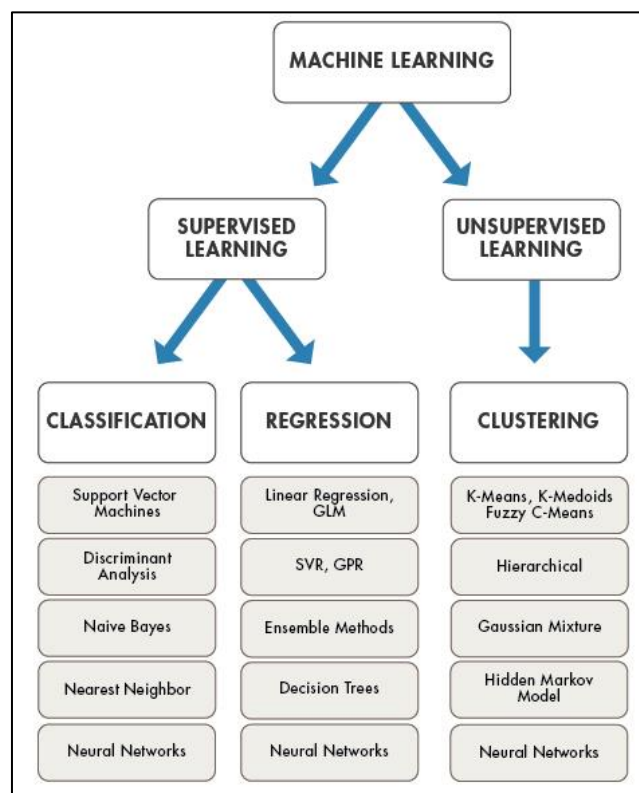 MACHINE LEARNING
SUPERVISED
LEARNING
UNSUPERVISED
LEARNING
CLASSIFICATION
Support Vector
Machines
Discriminant
Analysis
Naive Bayes
Nearest Neighbor
Neural Networks
REGRESSION
Linear Regression,
GLM
SVR, GPR
Ensemble Methods
Decision Trees
Neural Networks
CLUSTERING
K-Means, K-Medoids
Fuzzy C-Means
Hierarchical
Gaussian Mixture
Hidden Markov
Model
Neural Networks